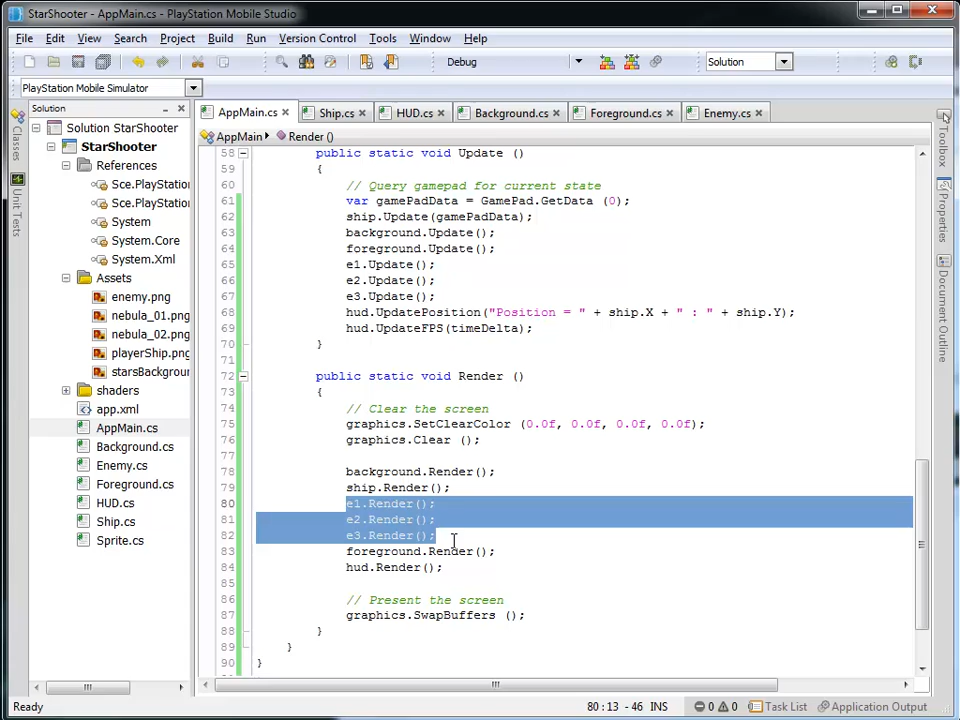 StarShooter - AppMain.cs - PlayStation Mobile Studio
File Edit View Search Project Build Run Version Control Tools Window Help
Debug Solution
PlayStation Mobile Simulator
Solution
Classes
Unit Tests
Solution StarShooter
StarShooter
References
Sce.PlayStatio
Sce.PlayStatio
System
System.Core
System.Xml
Assets
enemy.png
nebula_01.png
nebula_02.png
playerShip.png
starsBackgrou
shaders
app.xml
AppMain.cs
Background.cs
Enemy.cs
Foreground.cs
HUD.cs
Ship.cs
Sprite.cs
AppMain.cs Ship.cs HUD.cs Background.cs Foreground.cs Enemy.cs
AppMain Render ()
58 public static void Update ()
59 {
60 // Query gamepad for current state
61 var gamePadData = GamePad.GetData (0);
62 ship.Update(gamePadData);
63 background.Update();
64 foreground.Update();
65 e1.Update();
66 e2.Update();
67 e3.Update();
68 hud.UpdatePosition("Position = " + ship.X + " : " + ship.Y);
69 hud.UpdateFPS(timeDelta);
70 }
71
72 public static void Render ()
73 {
74 // Clear the screen
75 graphics.SetClearColor (0.0f, 0.0f, 0.0f, 0.0f);
76 graphics.Clear ();
77
78 background.Render();
79 ship.Render();
80 e1.Render();
81 e2.Render();
82 e3.Render();
83 foreground.Render();
84 hud.Render();
85
86 // Present the screen
87 graphics.SwapBuffers ();
88 }
89 }
90 }
Toolbox
Properties
Document Outline
Ready 80 : 13 - 46 INS 0 0 Task List Application Output